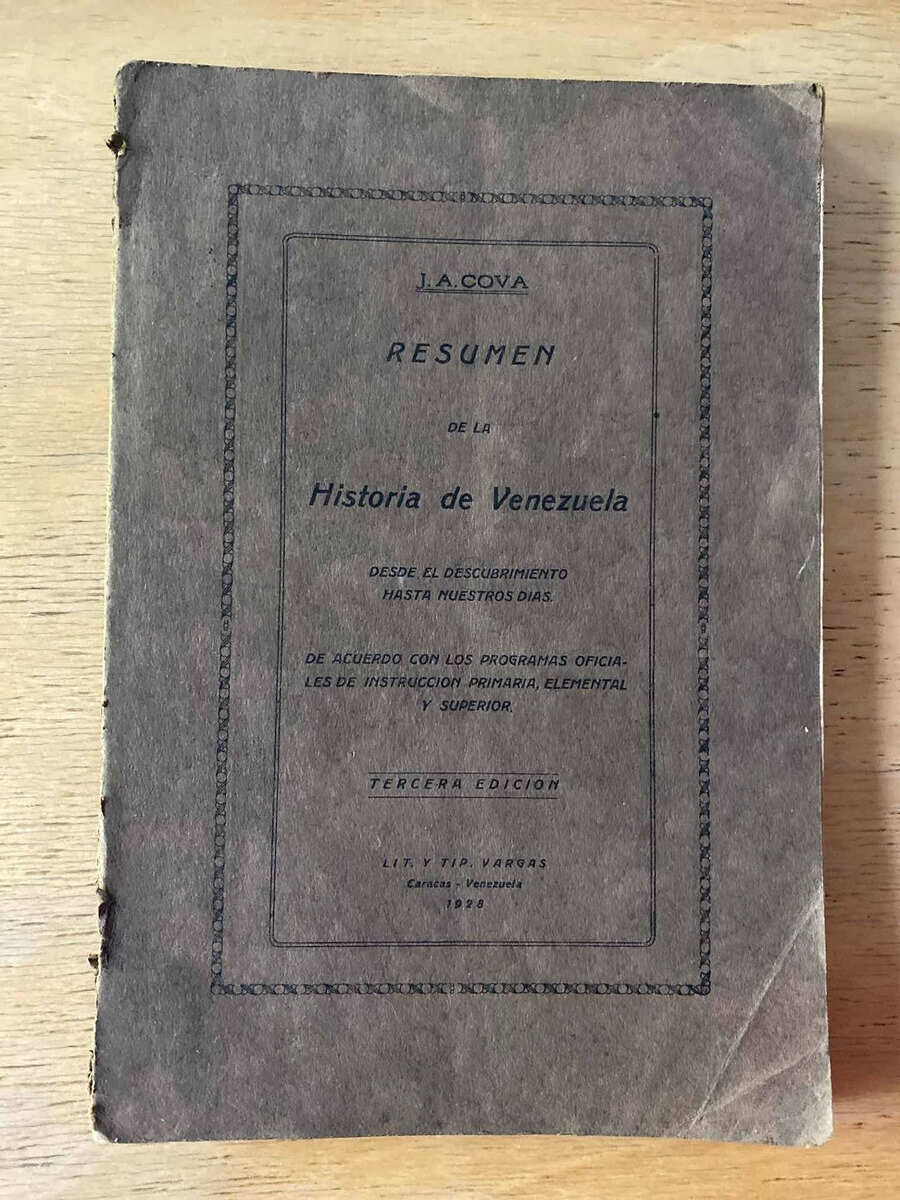 J. A. COVA
RESUMEN
DE LA
Historia de Venezuela
DESDE EL DESCUBRIMIENTO
HASTA NUESTROS DIAS.
DE ACUERDO CON LOS PROGRAMAS OFICIA-
LES DE INSTRUCCION PRIMARIA, ELEMENTAL
Y SUPERIOR.
TERCERA EDICION
LIT. Y TIP. VARGAS
Caracas - Venezuela
1928